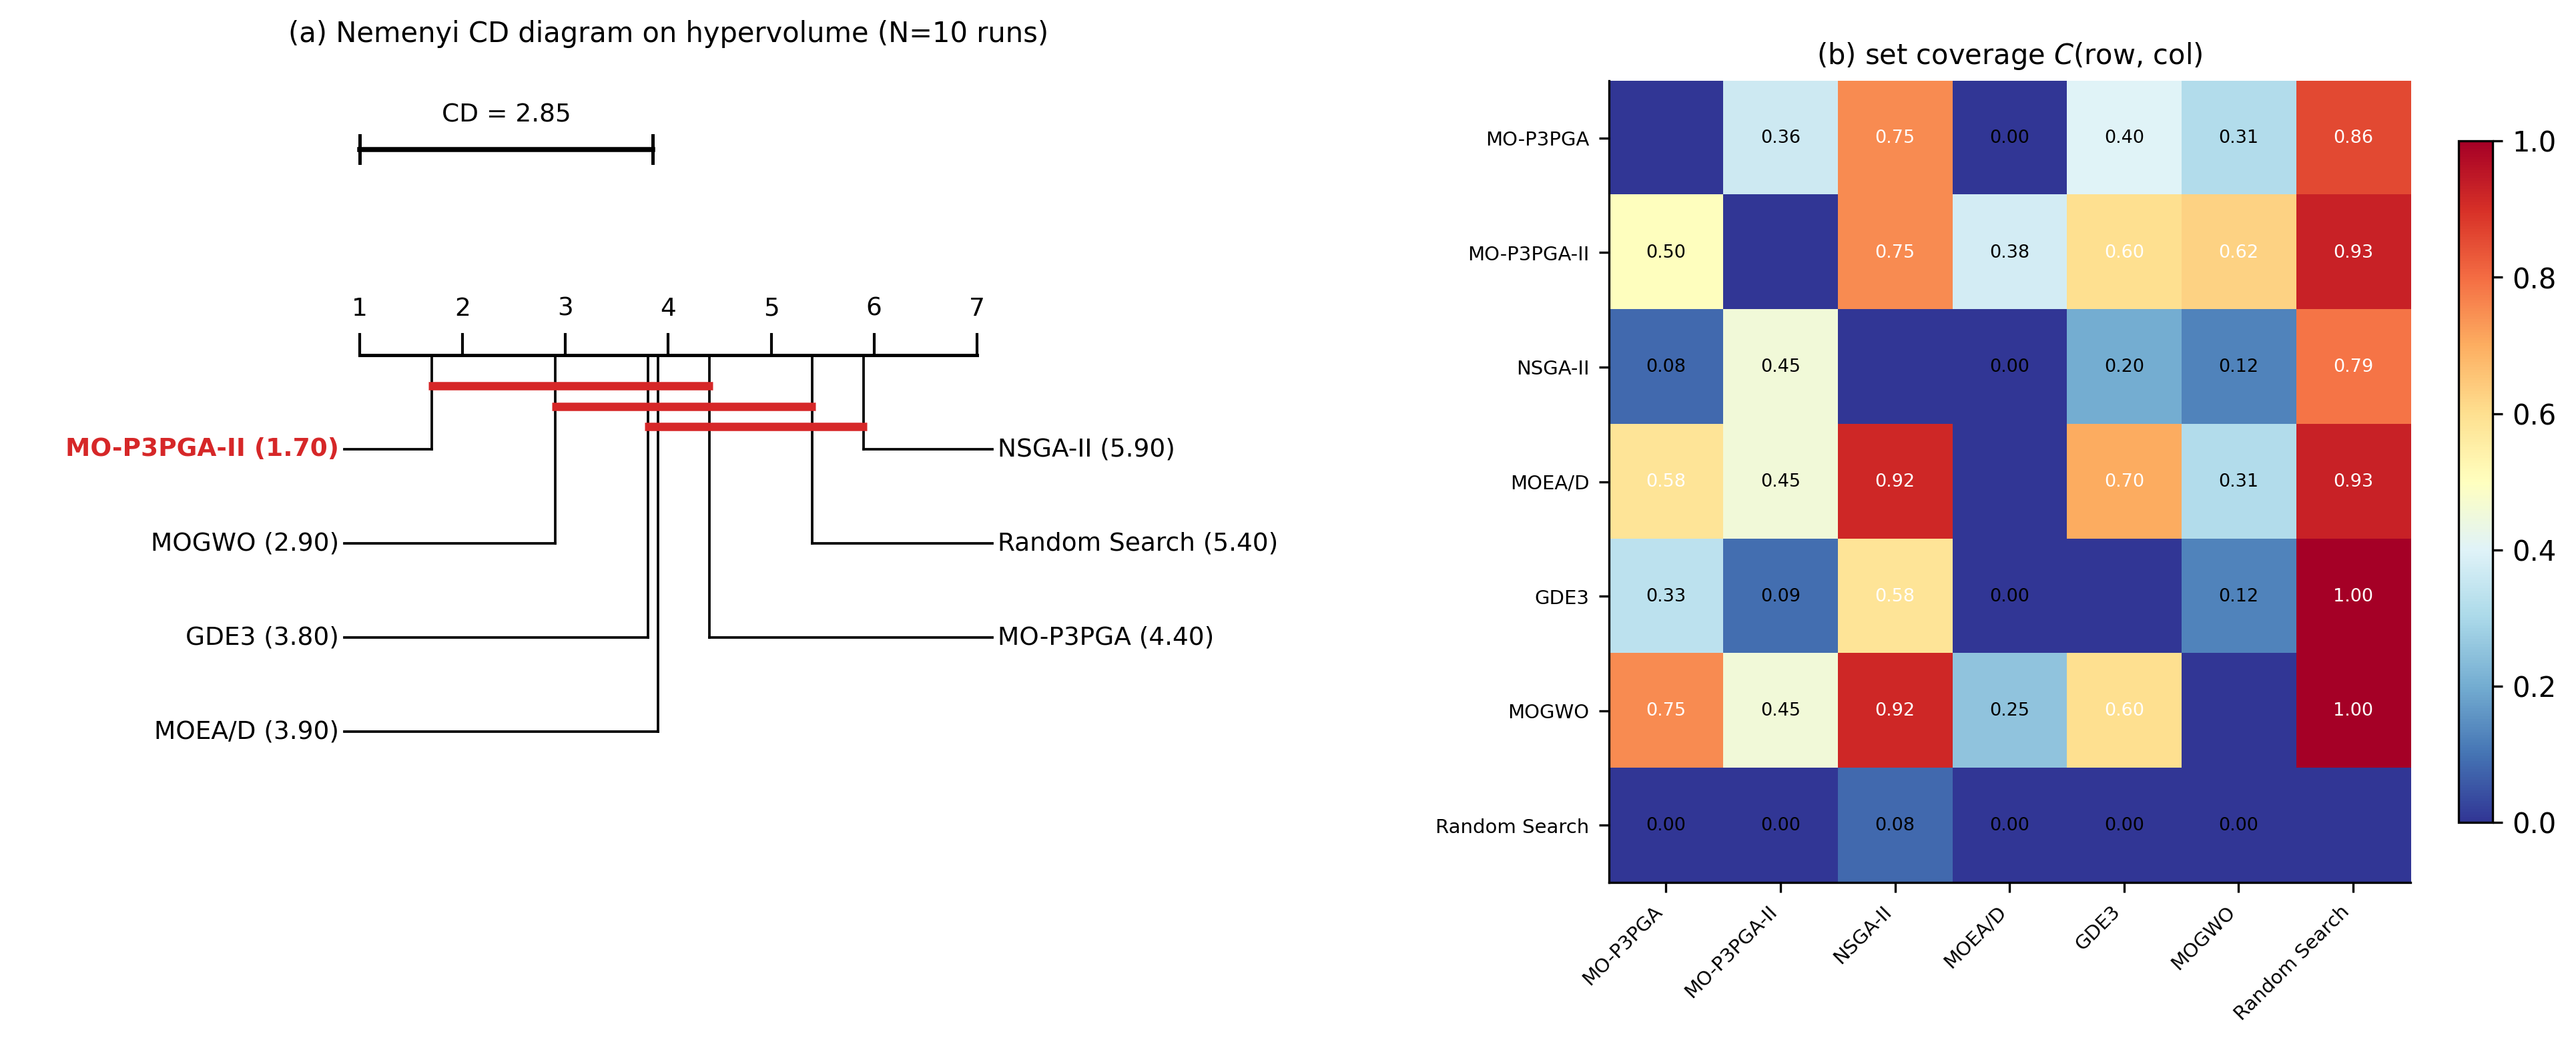 (a) Nemenyi CD diagram on hypervolume (N=10 runs)
CD = 2.85
1 2 3 4 5 6 7
MO-P3PGA-II (1.70)
MOGWO (2.90)
GDE3 (3.80)
MOEA/D (3.90)
NSGA-II (5.90)
Random Search (5.40)
MO-P3PGA (4.40)
(b) set coverage C(row, col)
MO-P3PGA 0.36 0.75 0.00 0.40 0.31 0.86
MO-P3PGA-II 0.50 0.75 0.38 0.60 0.62 0.93
NSGA-II 0.08 0.45 0.00 0.20 0.12 0.79
MOEA/D 0.58 0.45 0.92 0.70 0.31 0.93
GDE3 0.33 0.09 0.58 0.00 0.12 1.00
MOGWO 0.75 0.45 0.92 0.25 0.60 1.00
Random Search 0.00 0.00 0.08 0.00 0.00 0.00
MO-P3PGA
MO-P3PGA-II
NSGA-II
MOEA/D
GDE3
MOGWO
Random Search
1.0
0.8
0.6
0.4
0.2
0.0